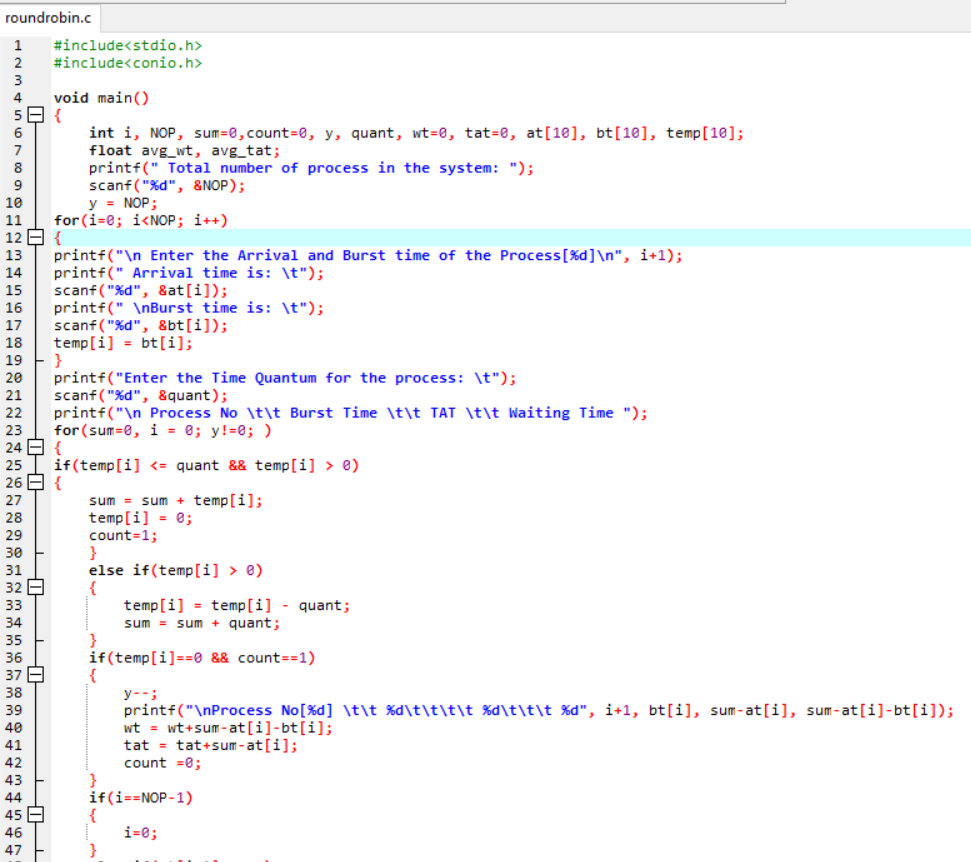 roundrobin.c
1 #include<stdio.h>
2 #include<conio.h>
3
4 void main()
5 {
6 int i, NOP, sum=0,count=0, y, quant, wt=0, tat=0, at[10], bt[10], temp[10];
7 float avg_wt, avg_tat;
8 printf(" Total number of process in the system: ");
9 scanf("%d", &NOP);
10 y = NOP;
11 for(i=0; i<NOP; i++)
12 {
13 printf("\n Enter the Arrival and Burst time of the Process[%d]\n", i+1);
14 printf(" Arrival time is: \t");
15 scanf("%d", &at[i]);
16 printf(" \nBurst time is: \t");
17 scanf("%d", &bt[i]);
18 temp[i] = bt[i];
19 }
20 printf("Enter the Time Quantum for the process: \t");
21 scanf("%d", &quant);
22 printf("\n Process No \t\t Burst Time \t\t TAT \t\t Waiting Time ");
23 for(sum=0, i = 0; y!=0; )
24 {
25 if(temp[i] <= quant && temp[i] > 0)
26 {
27 sum = sum + temp[i];
28 temp[i] = 0;
29 count=1;
30 }
31 else if(temp[i] > 0)
32 {
33 temp[i] = temp[i] - quant;
34 sum = sum + quant;
35 }
36 if(temp[i]==0 && count==1)
37 {
38 y--;
39 printf("\nProcess No[%d] \t\t %d\t\t\t\t %d\t\t\t %d", i+1, bt[i], sum-at[i], sum-at[i]-bt[i]);
40 wt = wt+sum-at[i]-bt[i];
41 tat = tat+sum-at[i];
42 count =0;
43 }
44 if(i==NOP-1)
45 {
46 i=0;
47 }